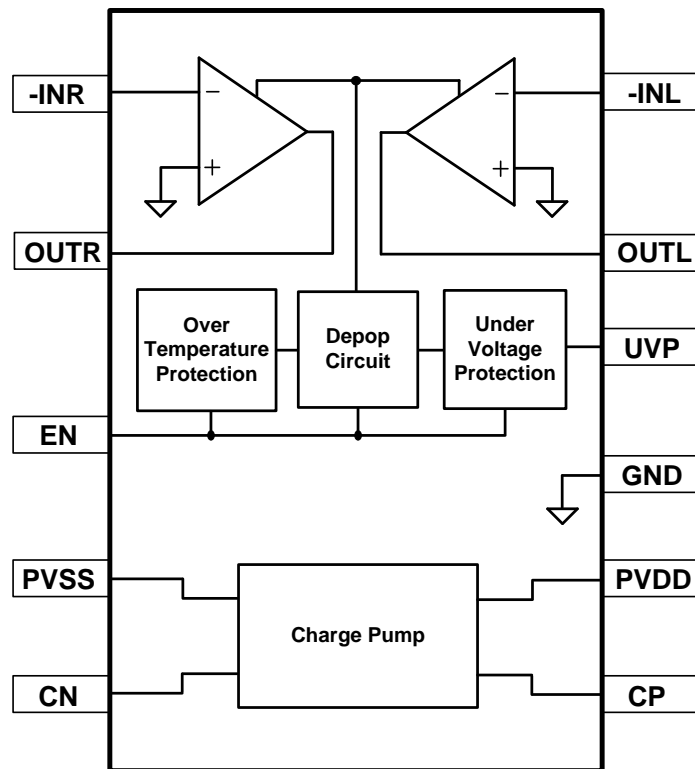 -INR
−
−
-INL
+
+
OUTR
OUTL
Over
Temperature
Protection
Depop
Circuit
Under
Voltage
Protection
UVP
EN
GND
PVSS
PVDD
Charge Pump
CN
CP